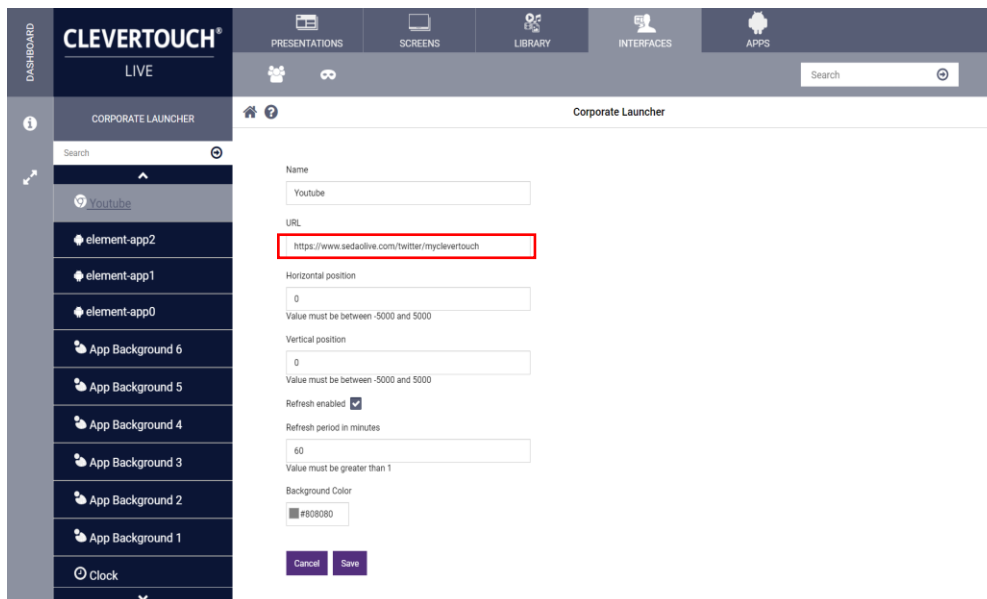 DASHBOARD
CLEVERTOUCH®
LIVE
PRESENTATIONS
SCREENS
LIBRARY
INTERFACES
APPS
Search
CORPORATE LAUNCHER
Corporate Launcher
Search
Youtube
element-app2
element-app1
element-app0
App Background 6
App Background 5
App Background 4
App Background 3
App Background 2
App Background 1
Clock
Name
Youtube
URL
https://www.sedaolive.com/twitter/myclevertouch
Horizontal position
0
Value must be between -5000 and 5000
Vertical position
0
Value must be between -5000 and 5000
Refresh enabled
Refresh period in minutes
60
Value must be greater than 1
Background Color
#808080
Cancel Save